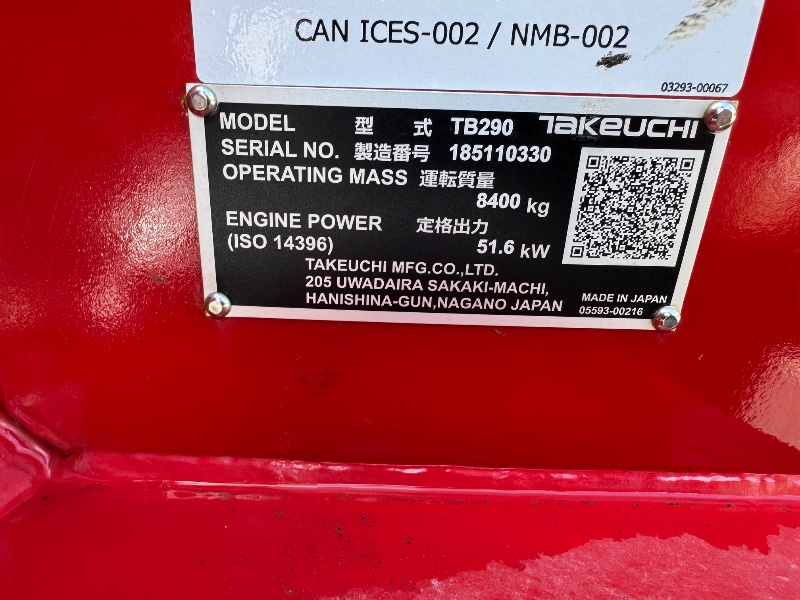 CAN ICES-002 / NMB-002
03293-00067
MODEL 型 式 TB290 TAKEUCHI
SERIAL NO. 製造番号 185110330
OPERATING MASS 運転質量
8400 kg
ENGINE POWER 定格出力
(ISO 14396) 51.6 kW
TAKEUCHI MFG.CO.,LTD.
205 UWADAIRA SAKAKI-MACHI,
HANISHINA-GUN,NAGANO JAPAN
MADE IN JAPAN
05593-00216